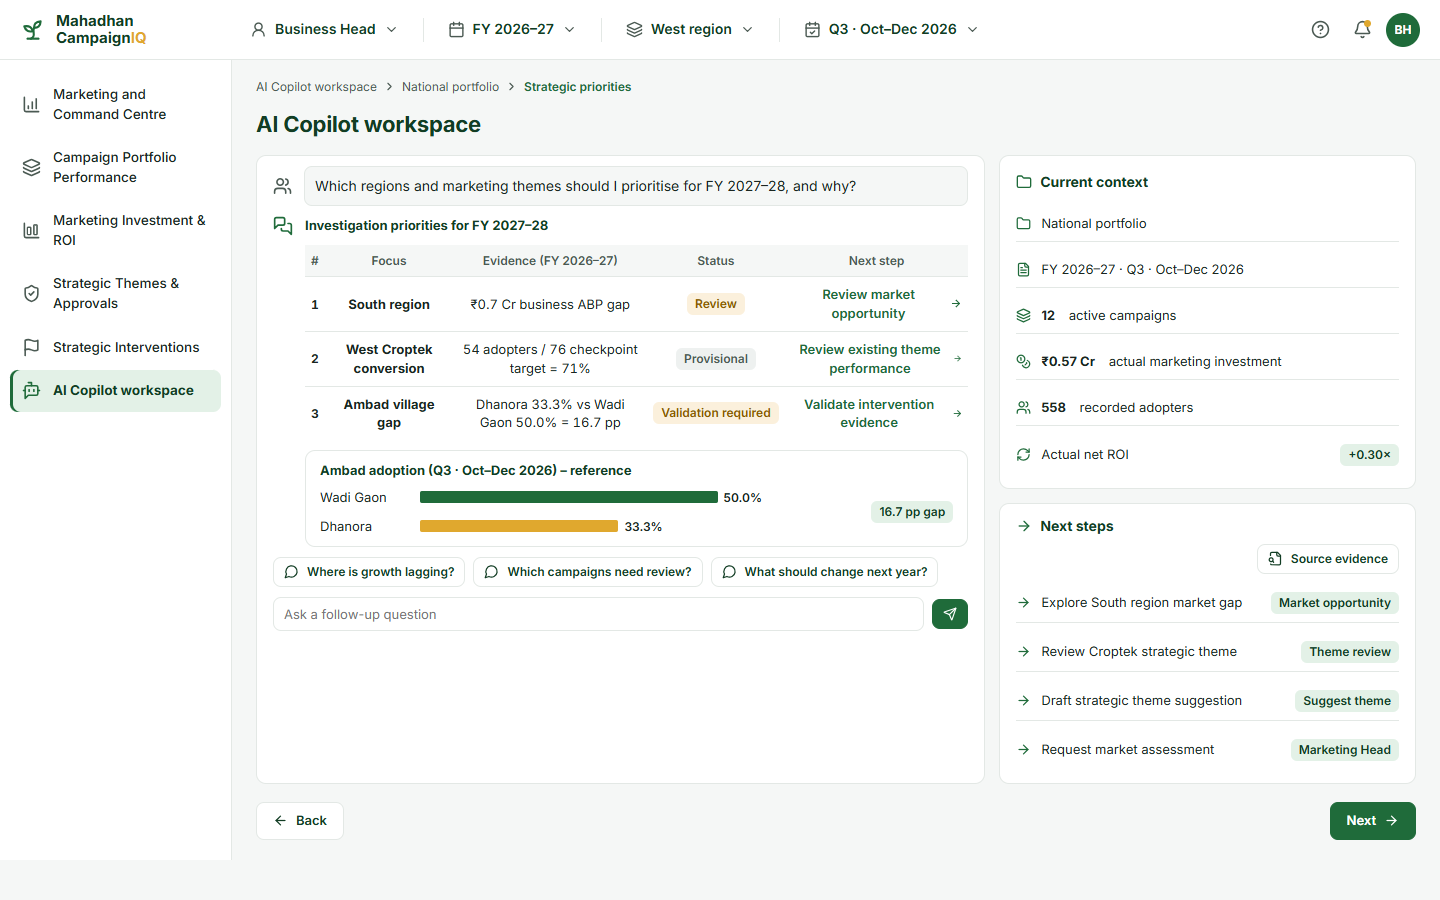 Mahadhan
CampaignIQ
Business Head
FY 2026–27
West region
Q3 · Oct–Dec 2026
BH
Marketing and
Command Centre
Campaign Portfolio
Performance
Marketing Investment &
ROI
Strategic Themes &
Approvals
Strategic Interventions
AI Copilot workspace
AI Copilot workspace > National portfolio > Strategic priorities
AI Copilot workspace
Which regions and marketing themes should I prioritise for FY 2027–28, and why?
Investigation priorities for FY 2027–28
# Focus Evidence (FY 2026–27) Status Next step
1 South region ₹0.7 Cr business ABP gap Review Review market
opportunity
2 West Croptek
conversion
54 adopters / 76 checkpoint
target = 71%
Provisional
Review existing theme
performance
3 Ambad village
gap
Dhanora 33.3% vs Wadi
Gaon 50.0% = 16.7 pp
Validation required
Validate intervention
evidence
Ambad adoption (Q3 · Oct–Dec 2026) – reference
Wadi Gaon 50.0%
Dhanora 33.3%
16.7 pp gap
Where is growth lagging?
Which campaigns need review?
What should change next year?
Ask a follow-up question
Current context
National portfolio
FY 2026–27 · Q3 · Oct–Dec 2026
12 active campaigns
₹0.57 Cr actual marketing investment
558 recorded adopters
Actual net ROI +0.30×
Next steps
Source evidence
Explore South region market gap Market opportunity
Review Croptek strategic theme Theme review
Draft strategic theme suggestion Suggest theme
Request market assessment Marketing Head
Back
Next